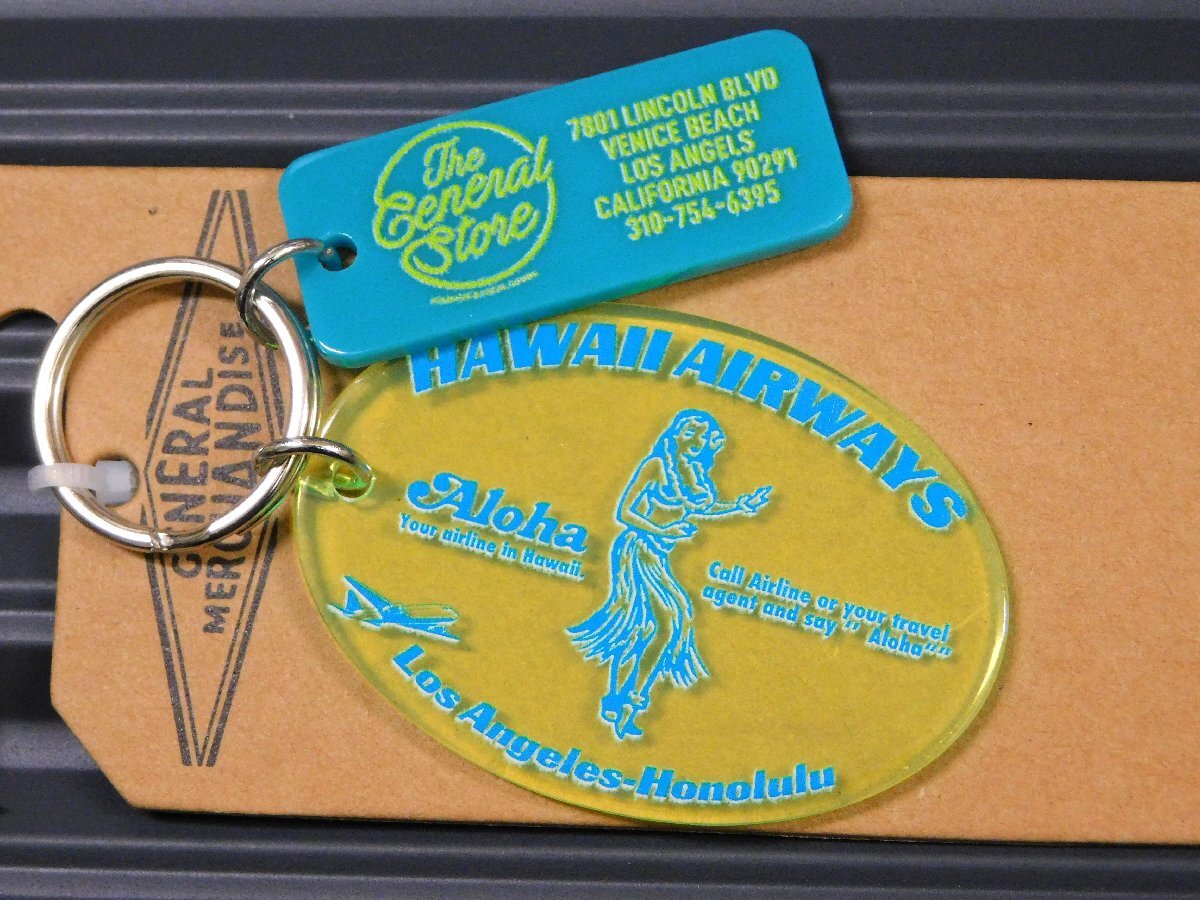 The
General
Store
7801 LINCOLN BLVD
VENICE BEACH
LOS ANGELS
CALIFORNIA 90291
310-754-6395
HAWAII AIRWAYS
Aloha
Your airline in Hawaii.
Call Airline or your travel
agent and say " Aloha""
Los Angeles-Honolulu
GENERAL
MERCHANDISE